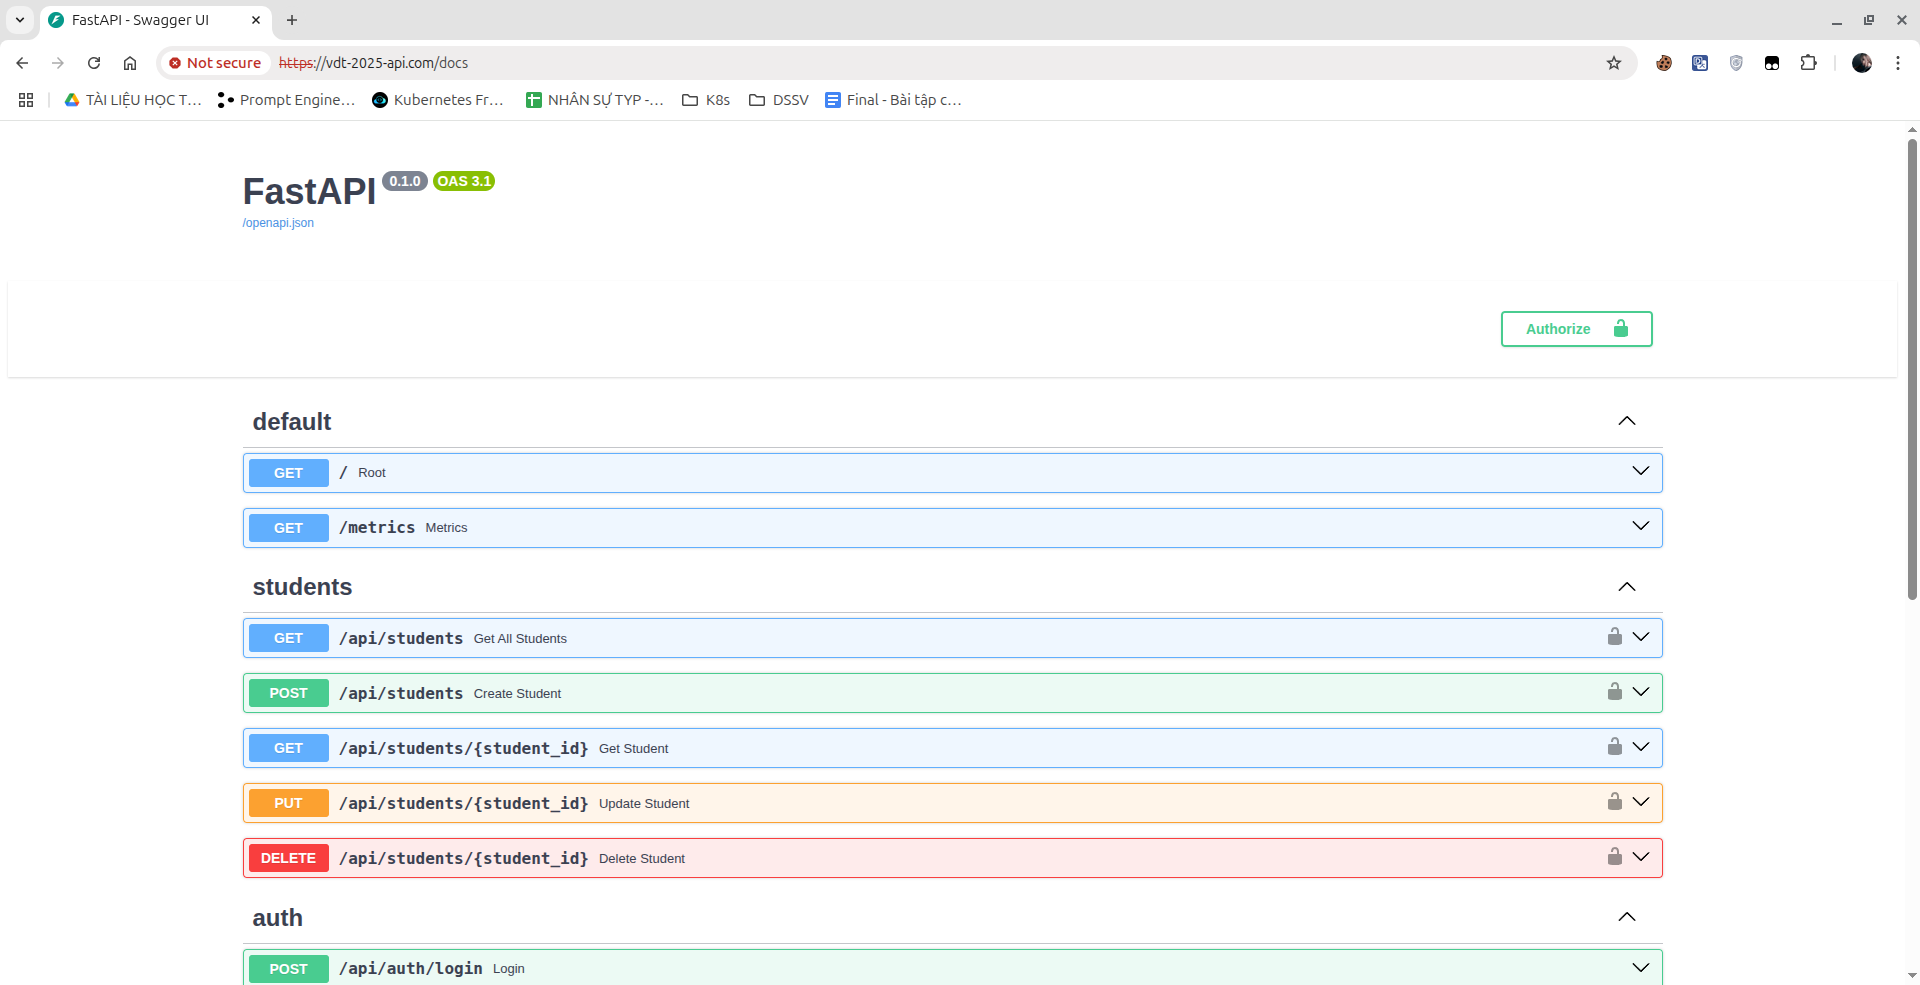 FastAPI - Swagger UI
Not secure https://vdt-2025-api.com/docs
TÀI LIỆU HỌC T... Prompt Engine... Kubernetes Fr... NHÂN SỰ TYP -... K8s DSSV Final - Bài tập c...
FastAPI 0.1.0 OAS 3.1
/openapi.json
Authorize
default
GET / Root
GET /metrics Metrics
students
GET /api/students Get All Students
POST /api/students Create Student
GET /api/students/{student_id} Get Student
PUT /api/students/{student_id} Update Student
DELETE /api/students/{student_id} Delete Student
auth
POST /api/auth/login Login